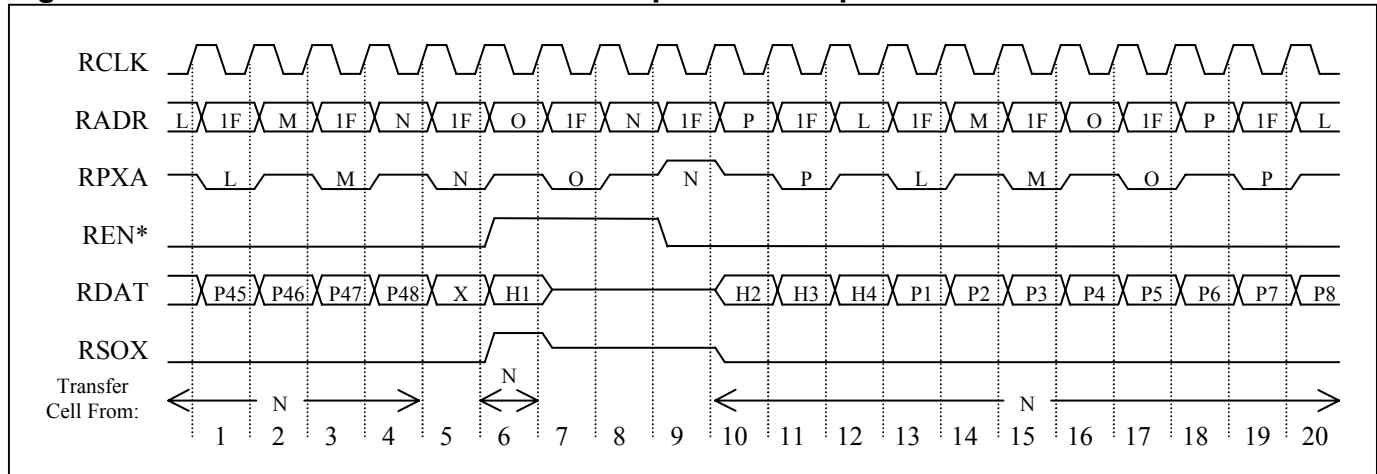 RCLK
RADR L 1F M 1F N 1F O 1F N 1F P 1F L 1F M 1F O 1F P 1F L
RPXA L M N O N P L M O P
REN*
RDAT P45 P46 P47 P48 X H1 H2 H3 H4 P1 P2 P3 P4 P5 P6 P7 P8
RSOX
Transfer
Cell From: N N N
1 2 3 4 5 6 7 8 9 10 11 12 13 14 15 16 17 18 19 20